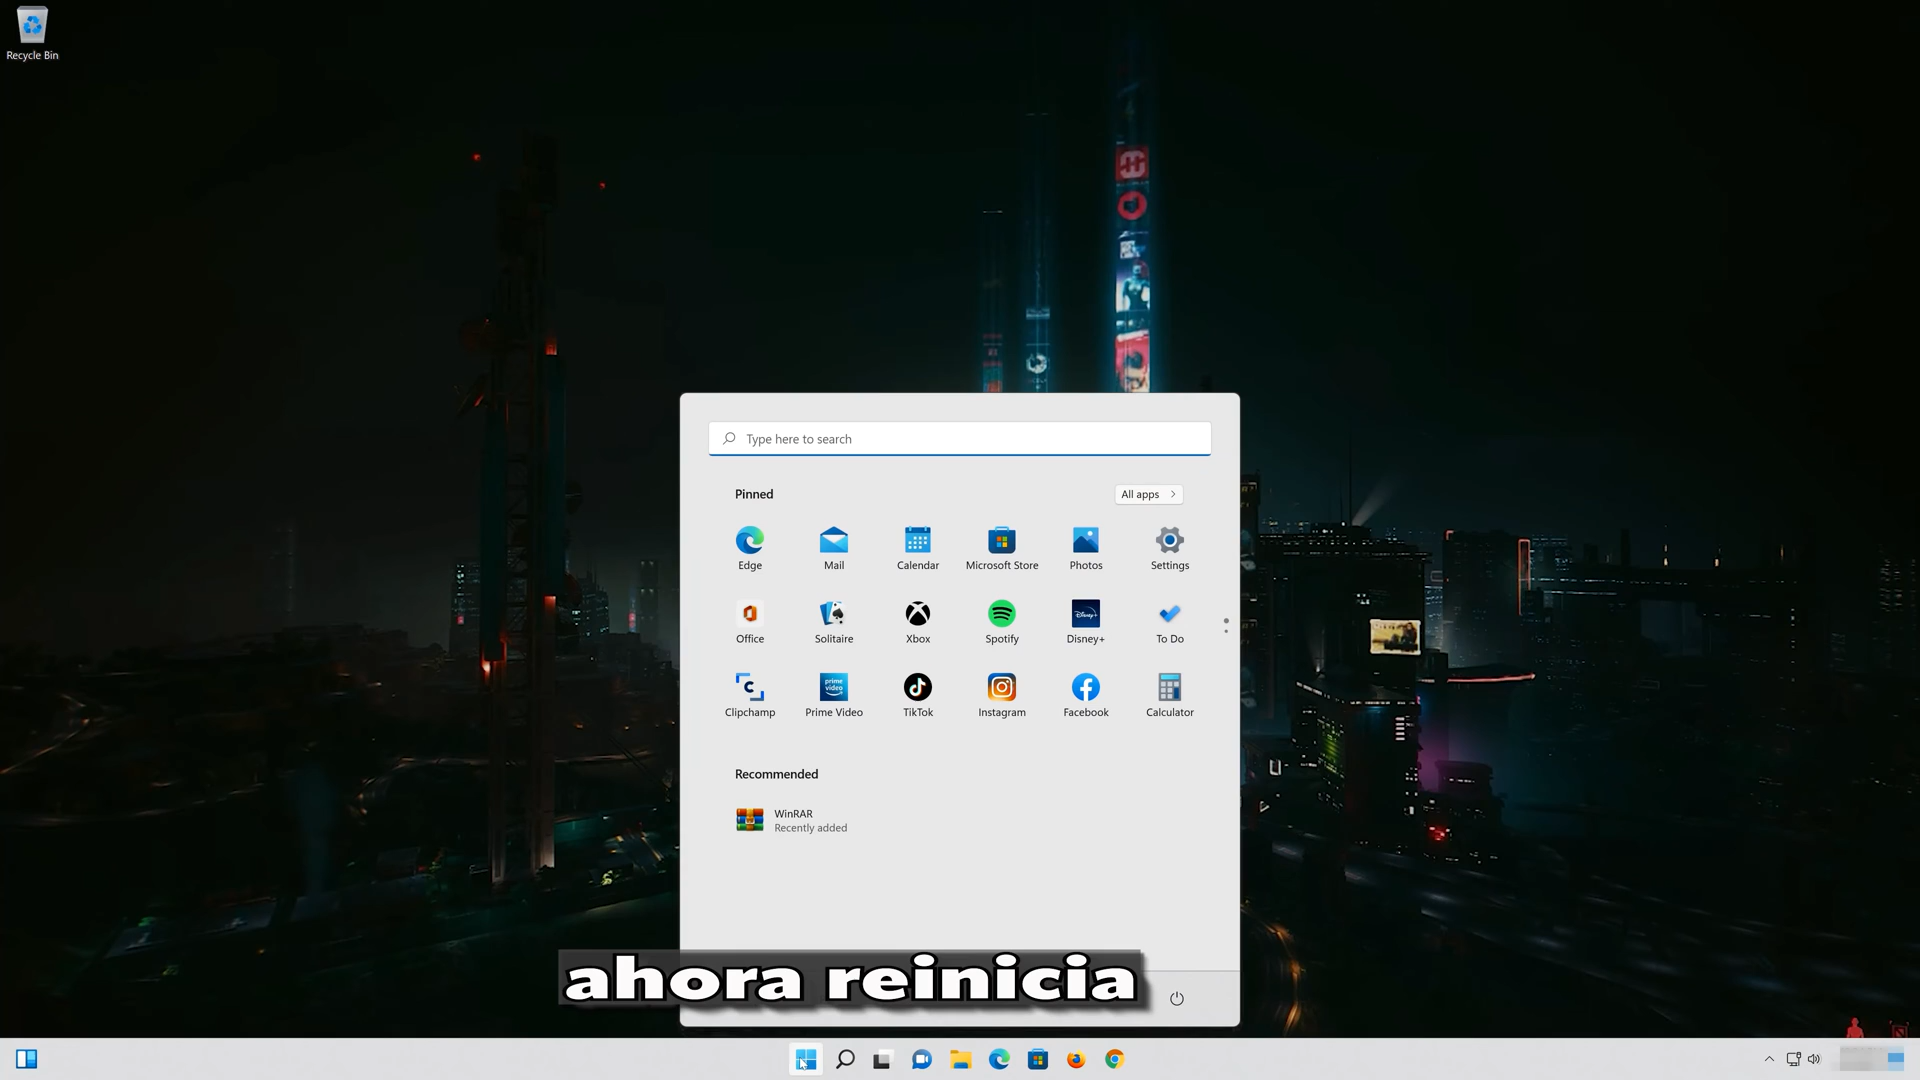 Recycle Bin
Type here to search
Pinned
All apps
Edge
Mail
Calendar
Microsoft Store
Photos
Settings
Office
Solitaire
Xbox
Spotify
Disney+
To Do
Clipchamp
Prime Video
TikTok
Instagram
Facebook
Calculator
Recommended
WinRAR
Recently added
ahora reinicia